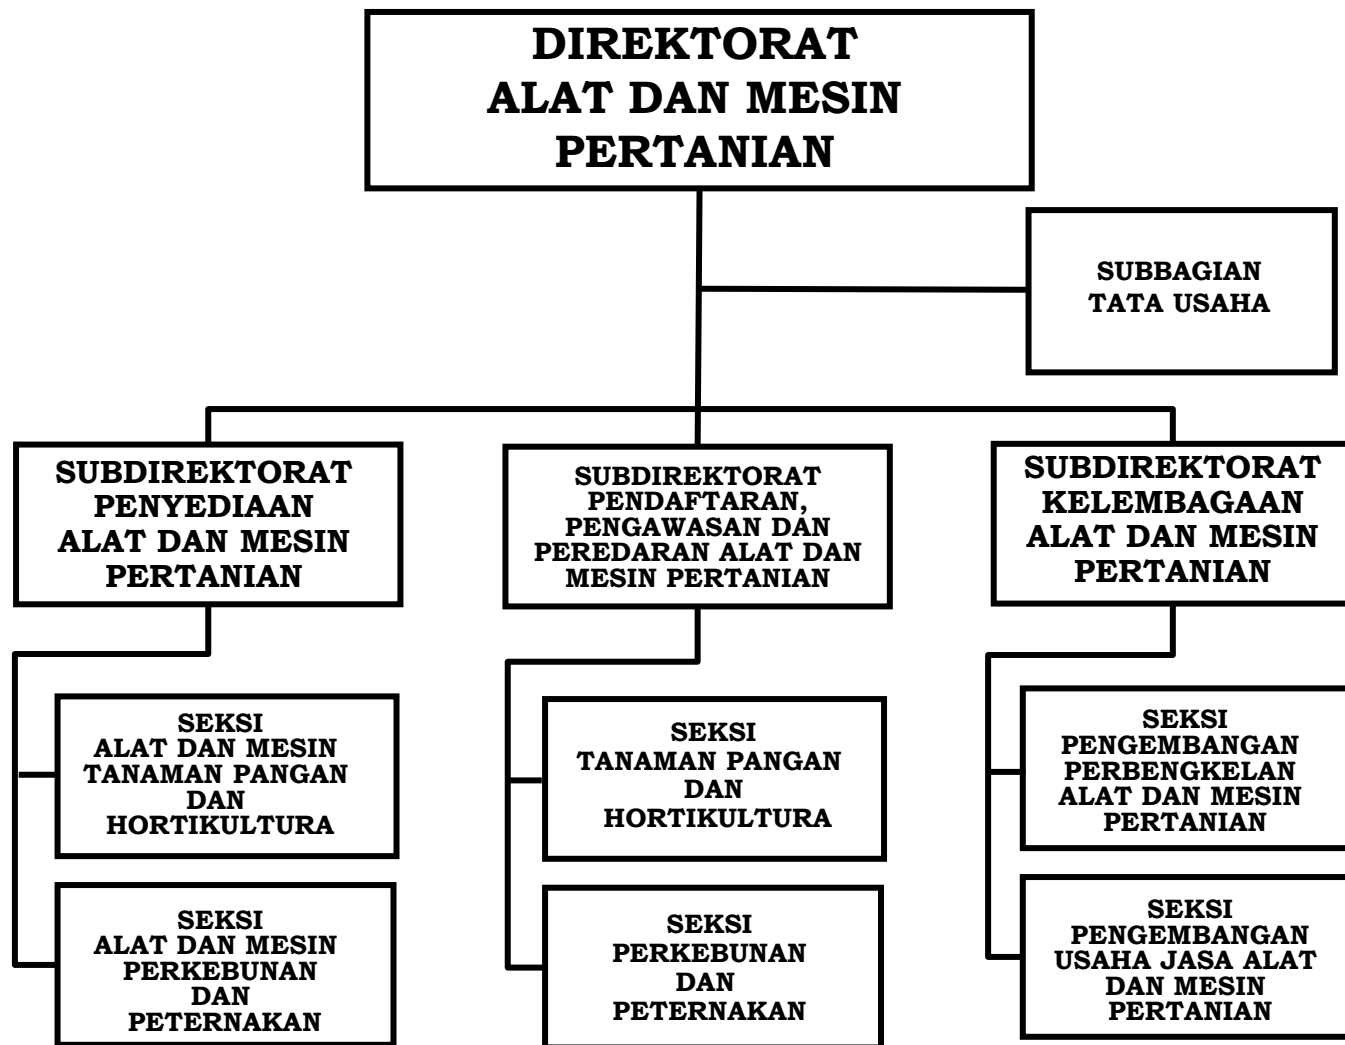 DIREKTORAT
ALAT DAN MESIN
PERTANIAN
SUBBAGIAN
TATA USAHA
SUBDIREKTORAT
PENYEDIAAN
ALAT DAN MESIN
PERTANIAN
SUBDIREKTORAT
PENDAFTARAN,
PENGAWASAN DAN
PEREDARAN ALAT DAN
MESIN PERTANIAN
SUBDIREKTORAT
KELEMBAGAAN
ALAT DAN MESIN
PERTANIAN
SEKSI
ALAT DAN MESIN
TANAMAN PANGAN
DAN
HORTIKULTURA
SEKSI
TANAMAN PANGAN
DAN
HORTIKULTURA
SEKSI
PENGEMBANGAN
PERBENGKELAN
ALAT DAN MESIN
PERTANIAN
SEKSI
ALAT DAN MESIN
PERKEBUNAN
DAN
PETERNAKAN
SEKSI
PERKEBUNAN
DAN
PETERNAKAN
SEKSI
PENGEMBANGAN
USAHA JASA ALAT
DAN MESIN
PERTANIAN